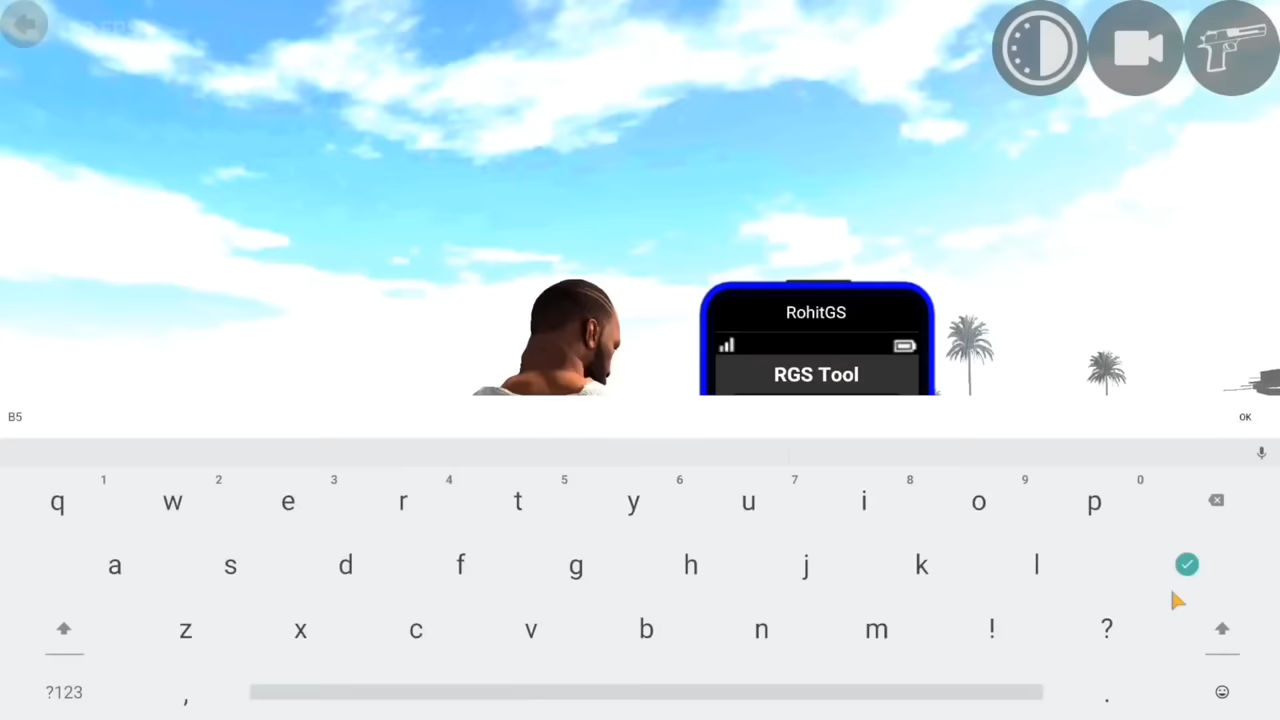 RohitGS
RGS Tool
B5
OK
1 2 3 4 5 6 7 8 9 0
q w e r t y u i o p
a s d f g h j k l
z x c v b n m ! ?
?123 , .